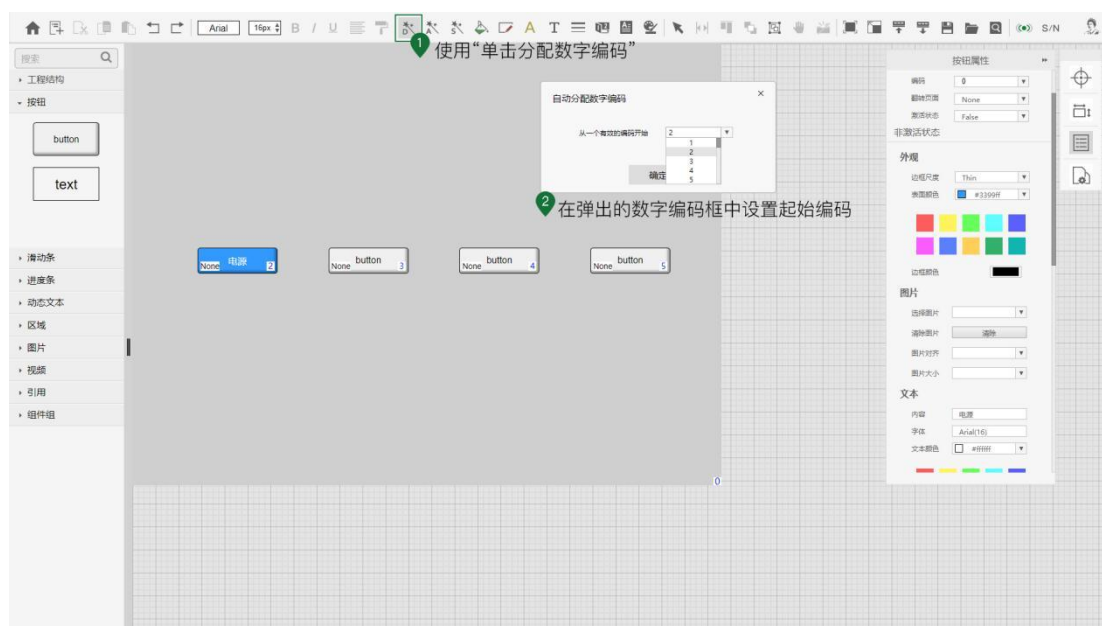 Arial 16px B / U D A S A T S/N
1 使用“单击分配数字编码”
搜索
工程结构
按钮
button
text
滑动条
进度条
动态文本
区域
图片
视频
引用
组件组
自动分配数字编码 ×
从一个有效的编码开始 2
1
2
3
4
5
确定
2 在弹出的数字编码框中设置起始编码
None 电源 2
None button 3
None button 4
None button 5
0
按钮属性
编码 0
翻转页面 None
激活状态 False
非激活状态
外观
边框尺度 Thin
表面颜色 #3399ff
边框颜色
图片
选择图片
清除图片 清除
图片对齐
图片大小
文本
内容 电源
字体 Arial(16)
文本颜色 #ffffff